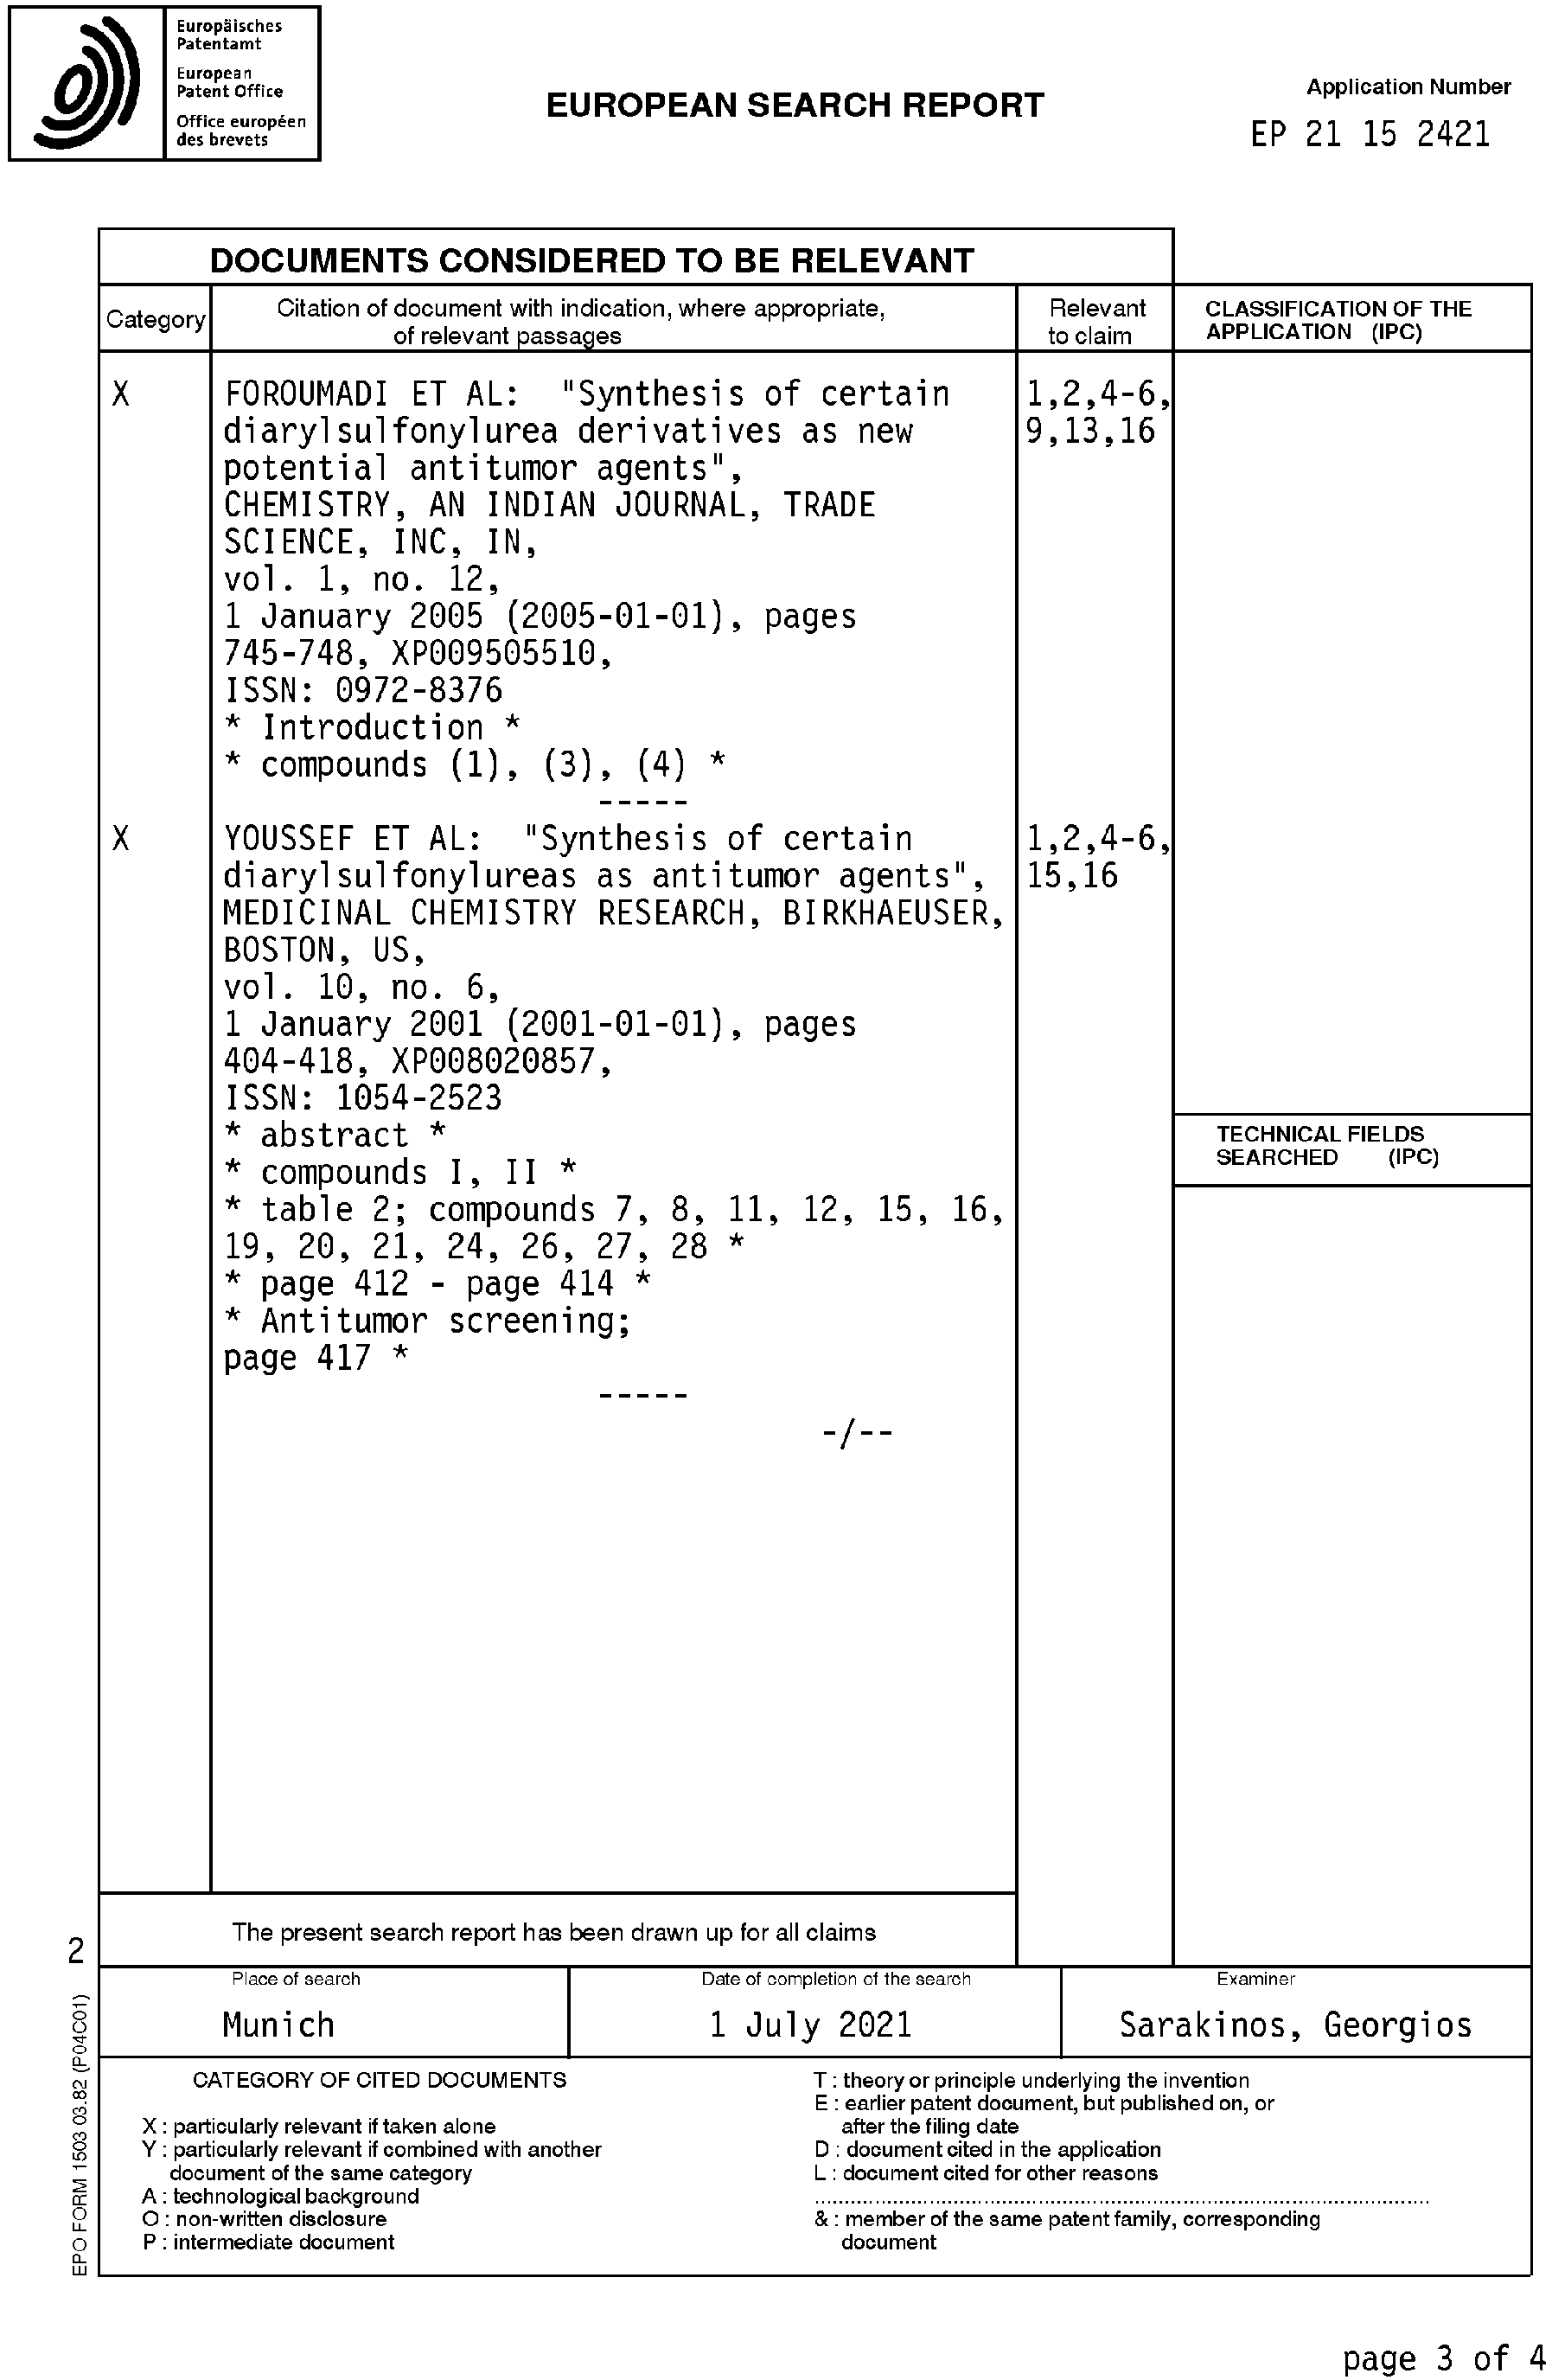 Europäisches
Patentamt
European
Patent Office
Office européen
des brevets
EUROPEAN SEARCH REPORT
Application Number
EP 21 15 2421
DOCUMENTS CONSIDERED TO BE RELEVANT
Category
Citation of document with indication, where appropriate,
of relevant passages
Relevant
to claim
CLASSIFICATION OF THE
APPLICATION (IPC)
X FOROUMADI ET AL: "Synthesis of certain 1,2,4-6,
diarylsulfonylurea derivatives as new 9,13,16
potential antitumor agents",
CHEMISTRY, AN INDIAN JOURNAL, TRADE
SCIENCE, INC, IN,
vol. 1, no. 12,
1 January 2005 (2005-01-01), pages
745-748, XP009505510,
ISSN: 0972-8376
* Introduction *
* compounds (1), (3), (4) *
-----
X YOUSSEF ET AL: "Synthesis of certain 1,2,4-6,
diarylsulfonylureas as antitumor agents", 15,16
MEDICINAL CHEMISTRY RESEARCH, BIRKHAEUSER,
BOSTON, US,
vol. 10, no. 6,
1 January 2001 (2001-01-01), pages
404-418, XP008020857,
ISSN: 1054-2523
* abstract *
* compounds I, II *
* table 2; compounds 7, 8, 11, 12, 15, 16,
19, 20, 21, 24, 26, 27, 28 *
* page 412 - page 414 *
* Antitumor screening;
page 417 *
-----
-/--
TECHNICAL FIELDS
SEARCHED (IPC)
The present search report has been drawn up for all claims
2
Place of search
Munich
Date of completion of the search
1 July 2021
Examiner
Sarakinos, Georgios
CATEGORY OF CITED DOCUMENTS
X : particularly relevant if taken alone
Y : particularly relevant if combined with another
document of the same category
A : technological background
O : non-written disclosure
P : intermediate document
T : theory or principle underlying the invention
E : earlier patent document, but published on, or
after the filing date
D : document cited in the application
L : document cited for other reasons
& : member of the same patent family, corresponding
document
EPO FORM 1503 03.82 (P04C01)
page 3 of 4